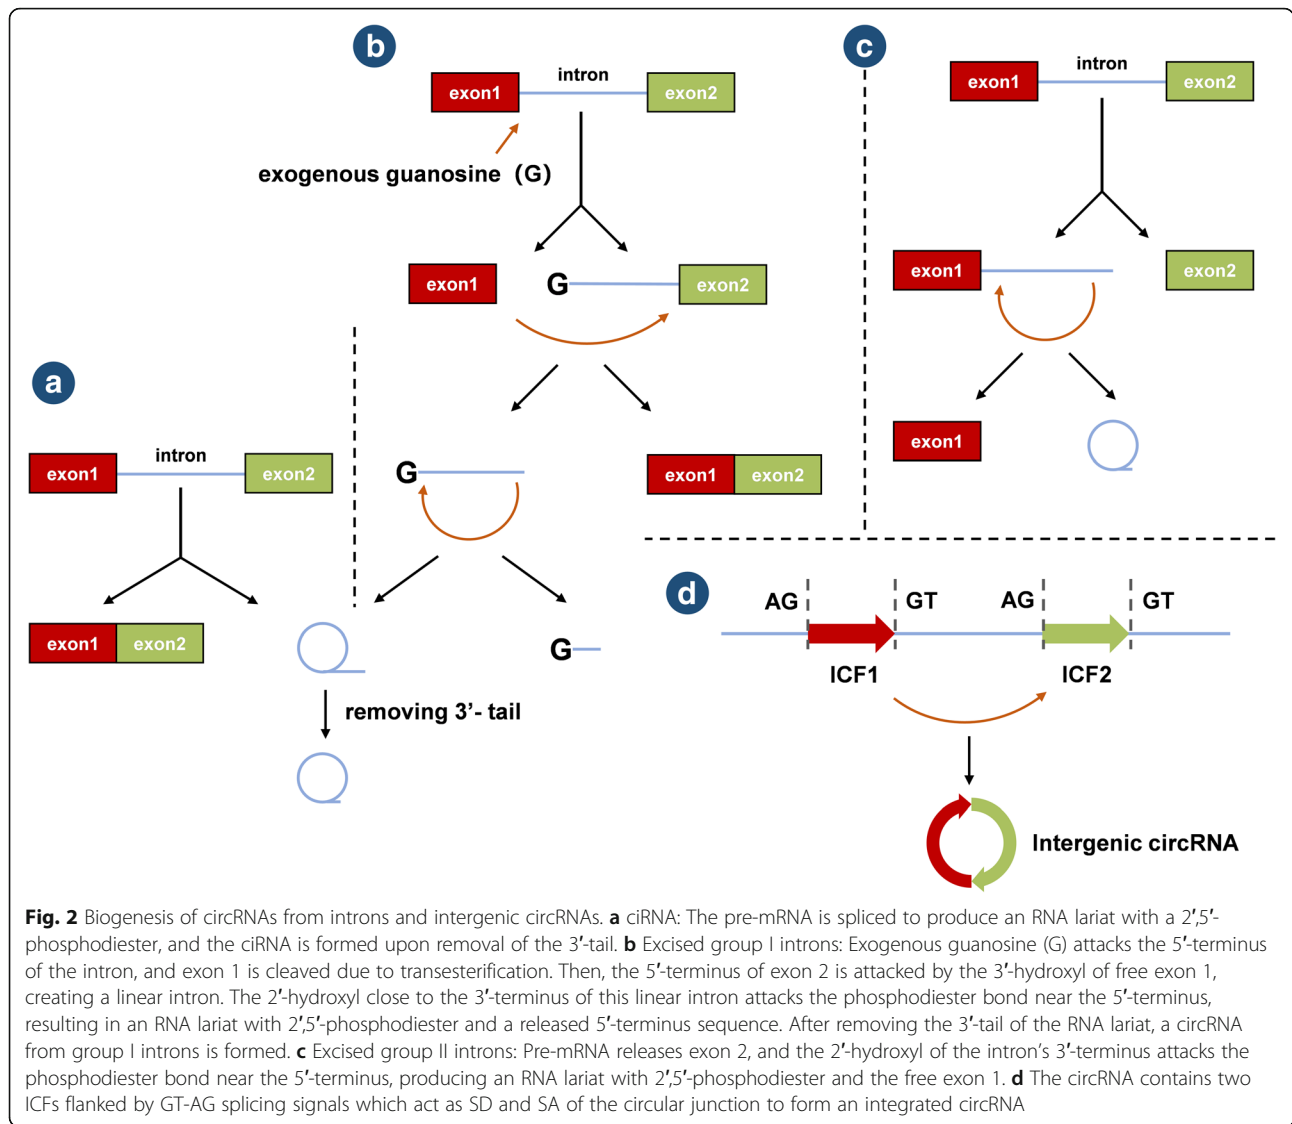 a
intron
exon1
exon2
exon1
exon2
removing 3’- tail
b
intron
exon1
exon2
exogenous guanosine (G)
exon1
G
exon2
G
exon1
exon2
G
c
intron
exon1
exon2
exon1
exon2
exon1
d
AG
GT
AG
GT
ICF1
ICF2
Intergenic circRNA
Fig. 2 Biogenesis of circRNAs from introns and intergenic circRNAs. a ciRNA: The pre-mRNA is spliced to produce an RNA lariat with a 2′,5′-
phosphodiester, and the ciRNA is formed upon removal of the 3′-tail. b Excised group I introns: Exogenous guanosine (G) attacks the 5′-terminus
of the intron, and exon 1 is cleaved due to transesterification. Then, the 5′-terminus of exon 2 is attacked by the 3′-hydroxyl of free exon 1,
creating a linear intron. The 2′-hydroxyl close to the 3′-terminus of this linear intron attacks the phosphodiester bond near the 5′-terminus,
resulting in an RNA lariat with 2′,5′-phosphodiester and a released 5′-terminus sequence. After removing the 3′-tail of the RNA lariat, a circRNA
from group I introns is formed. c Excised group II introns: Pre-mRNA releases exon 2, and the 2′-hydroxyl of the intron’s 3′-terminus attacks the
phosphodiester bond near the 5′-terminus, producing an RNA lariat with 2′,5′-phosphodiester and the free exon 1. d The circRNA contains two
ICFs flanked by GT-AG splicing signals which act as SD and SA of the circular junction to form an integrated circRNA